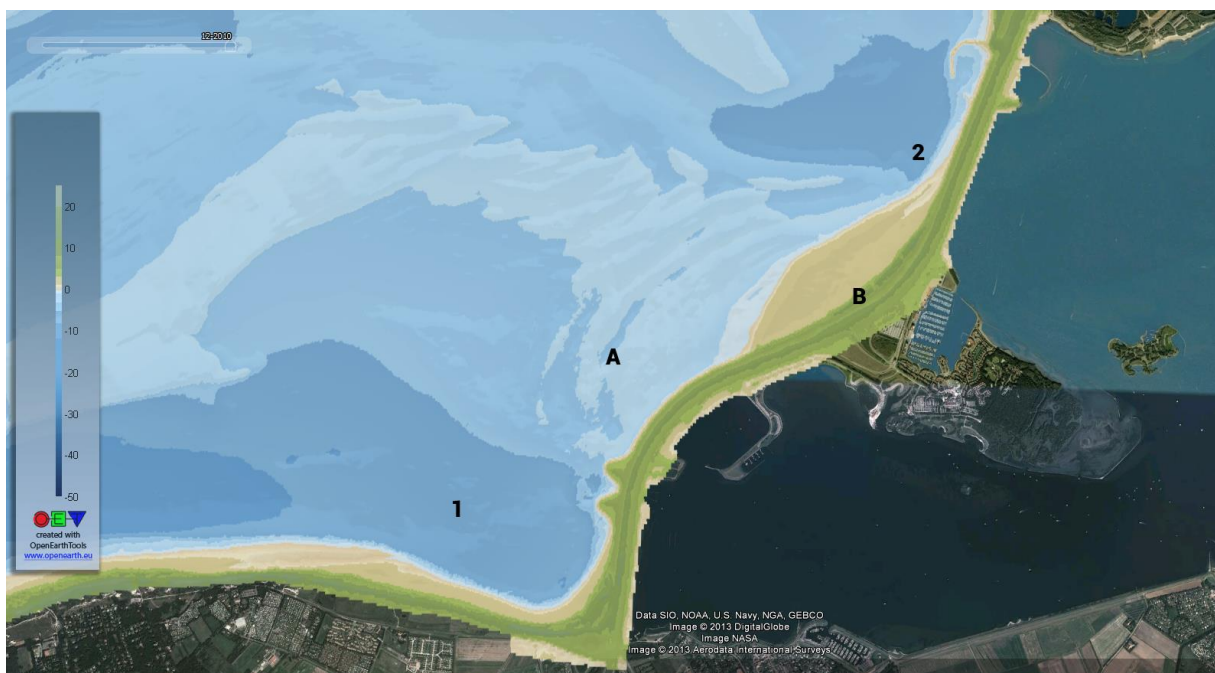 12-2010
2
20
10
0
B
-10
A
-20
-30
-40
1
-50
OE
created with
OpenEarthTools
www.openearth.eu
Data SIO, NOAA, U.S. Navy, NGA, GEBCO
Image © 2013 DigitalGlobe
Image NASA
Image © 2013 Aerodata International Surveys